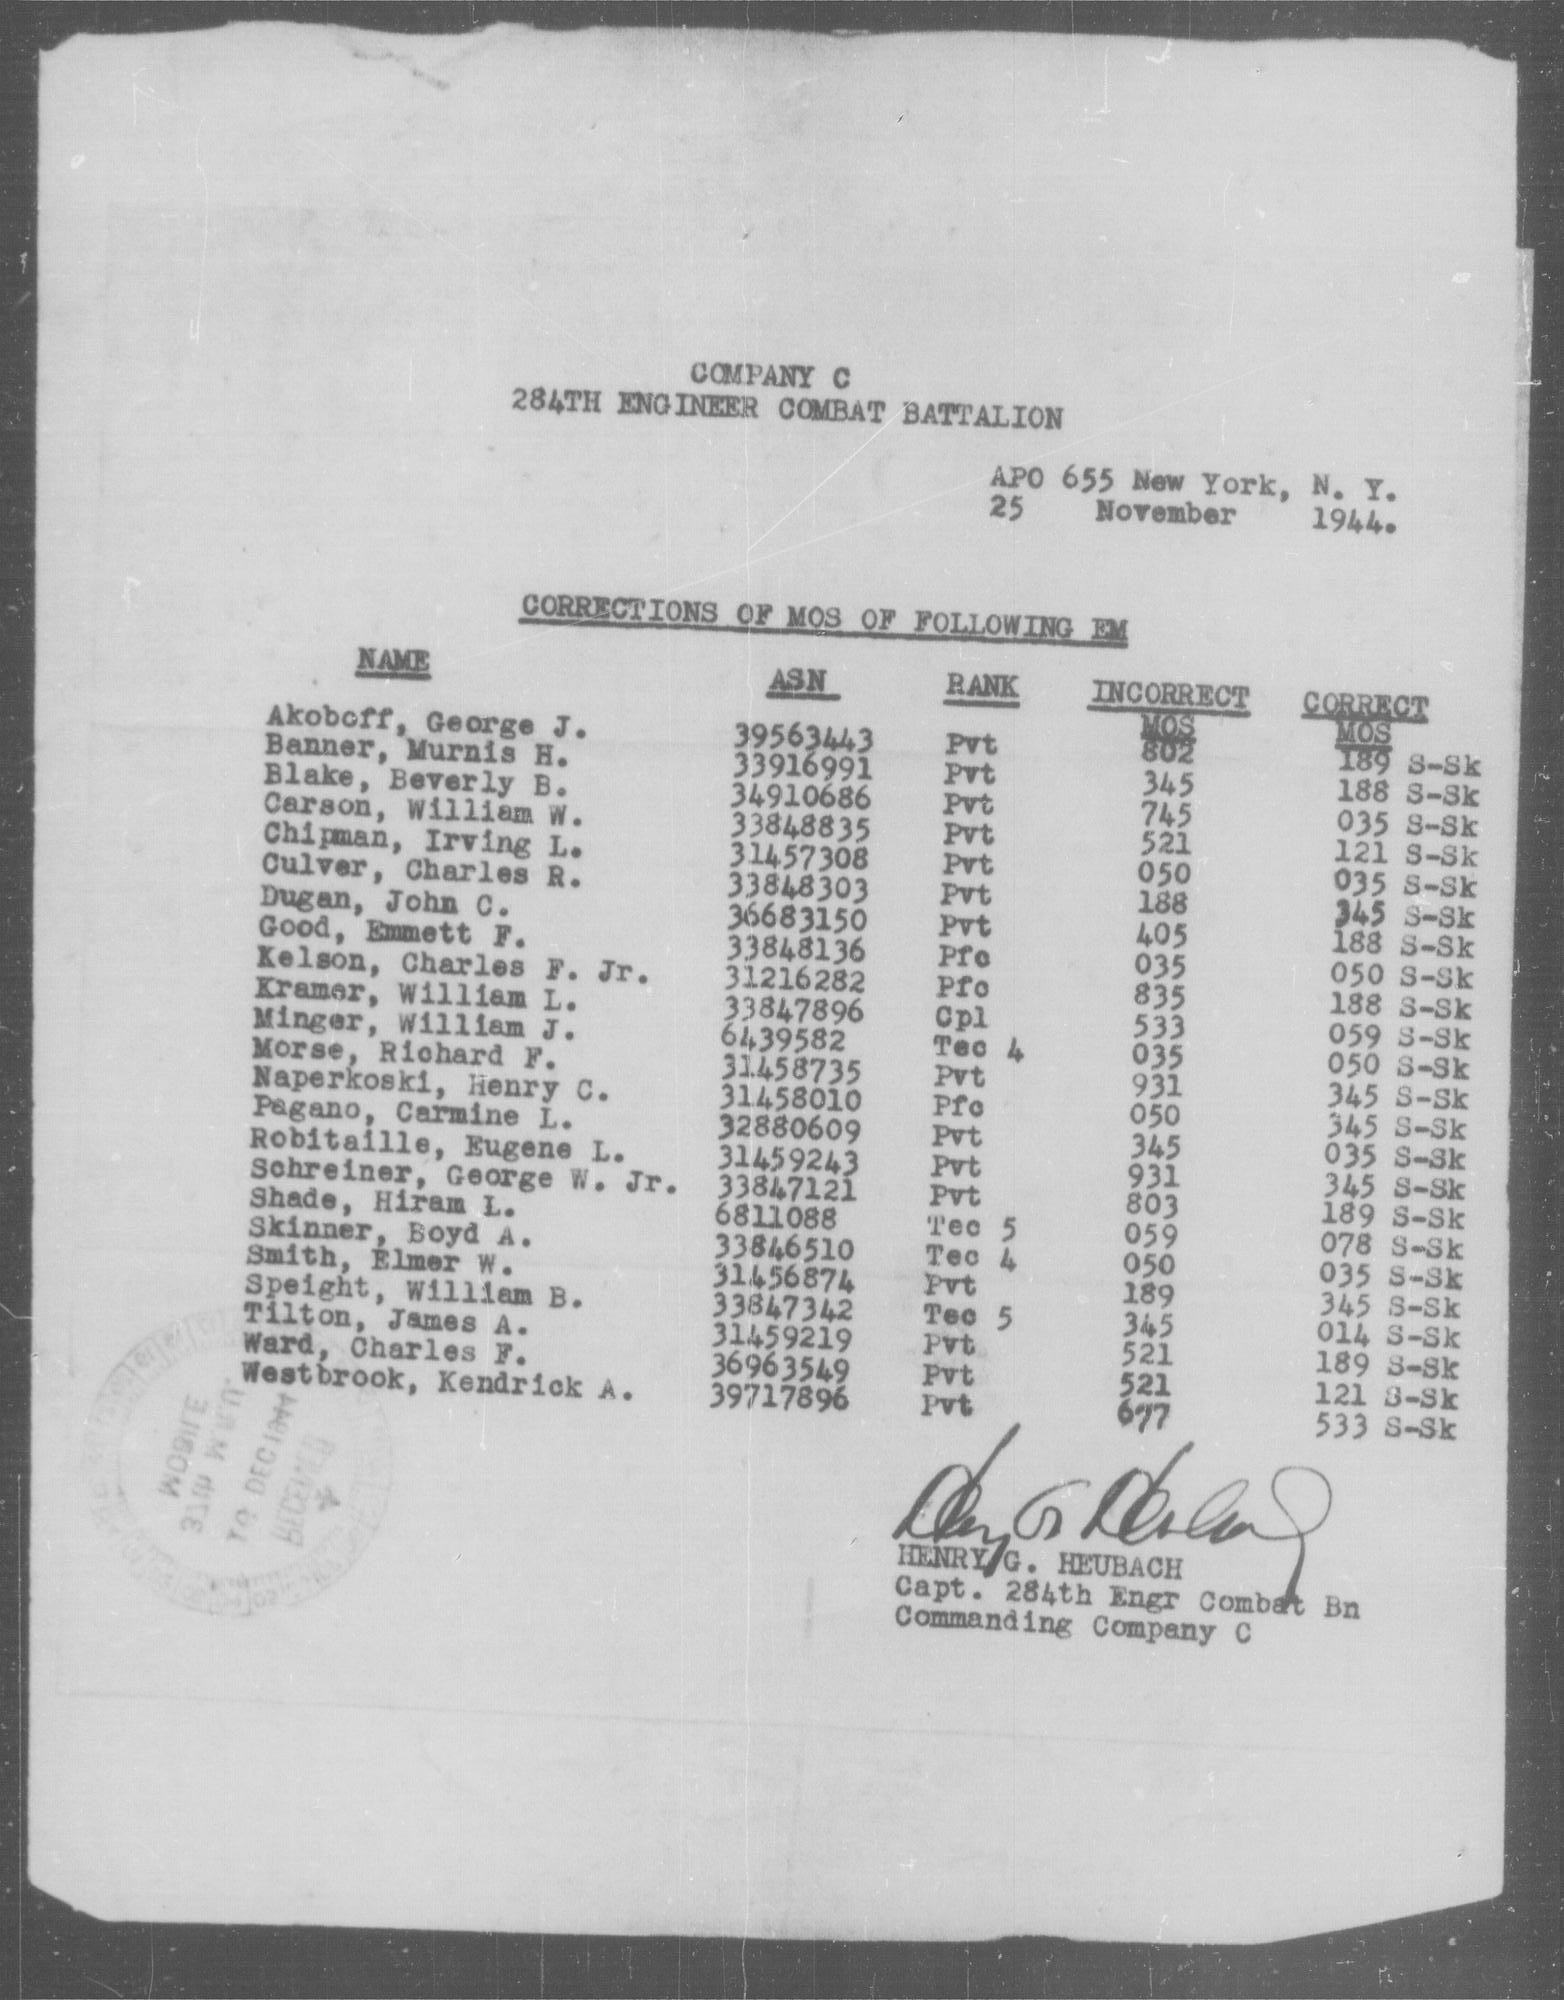 COMPANY C
284TH ENGINEER COMBAT BATTALION
APO 655 New York, N. Y.
25 November 1944.
CORRECTIONS OF MOS OF FOLLOWING EM
NAME ASN RANK INCORRECT MOS CORRECT MOS
Akoboff, George J. 39563443 Pvt 802 189 S-Sk
Banner, Murnis H. 33916991 Pvt 345 188 S-Sk
Blake, Beverly B. 34910686 Pvt 745 035 S-Sk
Carson, William W. 33848835 Pvt 521 121 S-Sk
Chipman, Irving L. 31457308 Pvt 050 035 S-Sk
Culver, Charles R. 33848303 Pvt 188 345 S-Sk
Dugan, John C. 36683150 Pvt 405 188 S-Sk
Good, Emmett F. 33848136 Pfc 035 050 S-Sk
Kelson, Charles F. Jr. 31216282 Pfc 835 188 S-Sk
Kramer, William L. 33847896 Cpl 533 059 S-Sk
Minger, William J. 6439582 Tec 4 035 050 S-Sk
Morse, Richard F. 31458735 Pvt 931 345 S-Sk
Naperkoski, Henry C. 31458010 Pfc 050 345 S-Sk
Pagano, Carmine L. 32880609 Pvt 345 035 S-Sk
Robitaille, Eugene L. 31459243 Pvt 931 345 S-Sk
Schreiner, George W. Jr. 33847121 Pvt 803 189 S-Sk
Shade, Hiram L. 6811088 Tec 5 059 078 S-Sk
Skinner, Boyd A. 33846510 Tec 4 050 035 S-Sk
Smith, Elmer W. 31456874 Pvt 189 345 S-Sk
Speight, William B. 33847342 Tec 5 345 014 S-Sk
Tilton, James A. 31459219 Pvt 521 189 S-Sk
Ward, Charles F. 36963549 Pvt 521 121 S-Sk
Westbrook, Kendrick A. 39717896 Pvt 677 533 S-Sk
MOBILE
37th M.R.U.
10 DEC 1944
RECEIVED
HENRY G. HEUBACH
Capt. 284th Engr Combat Bn
Commanding Company C